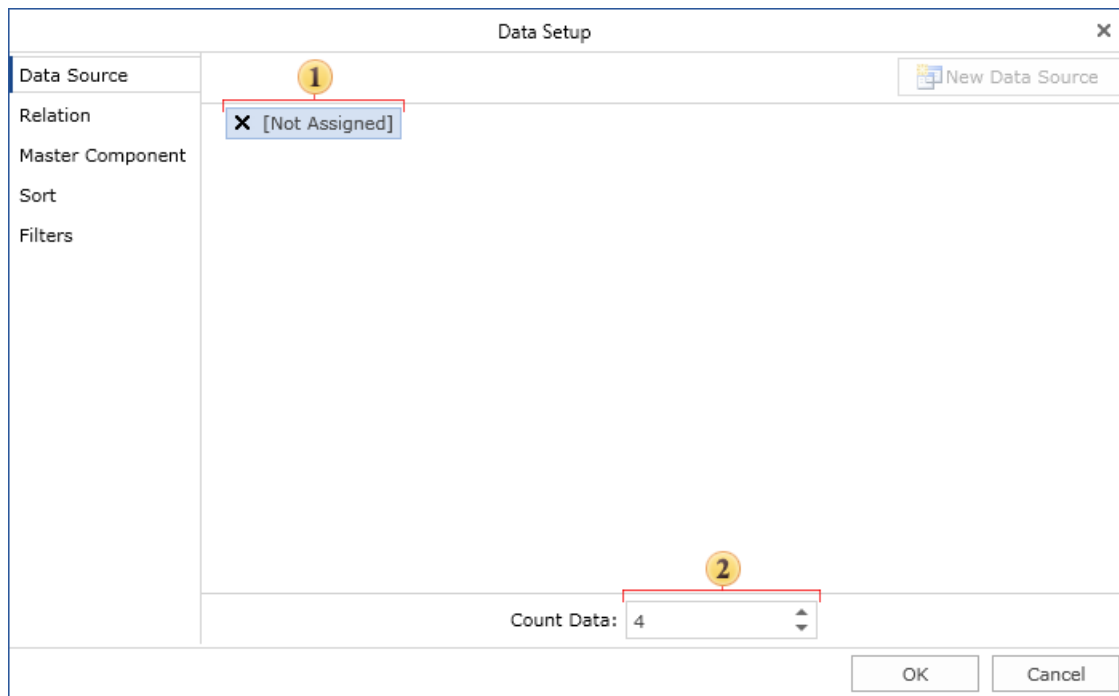 Data Setup
Data Source
1
New Data Source
Relation
[Not Assigned]
Master Component
Sort
Filters
2
Count Data: 4
OK
Cancel